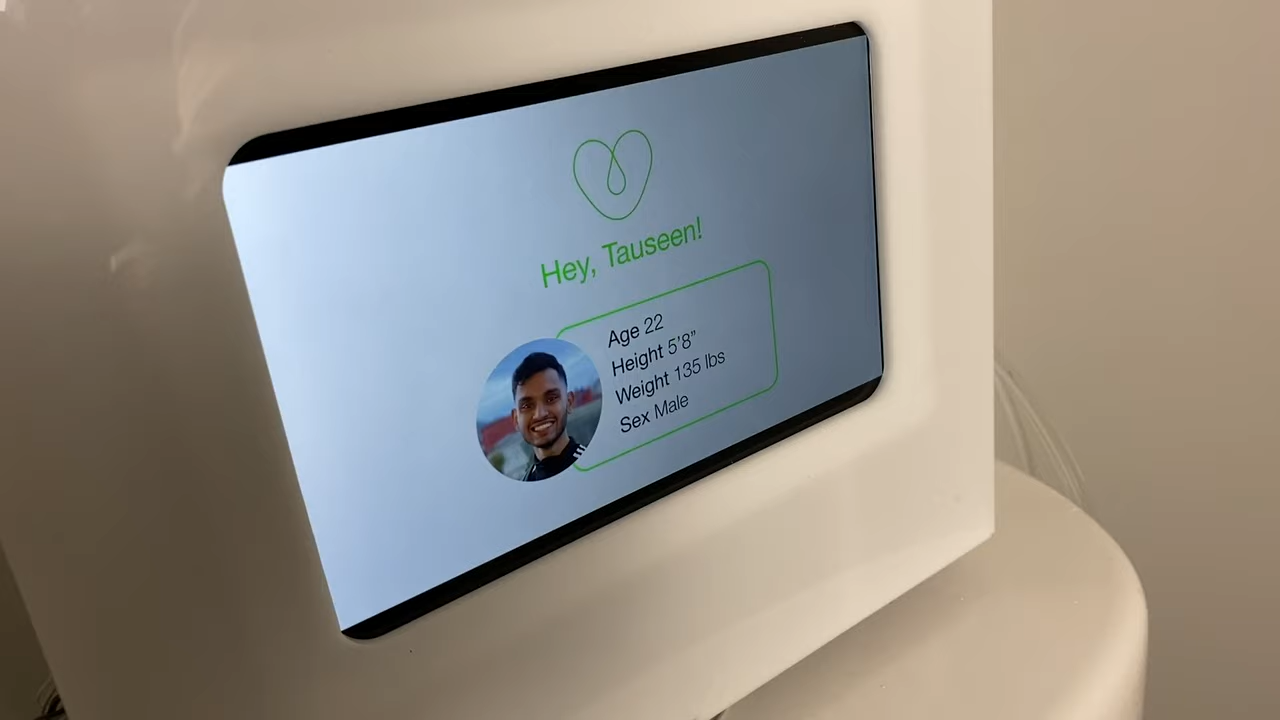 Hey, Tauseen!
Age 22
Height 5'8”
Weight 135 lbs
Sex Male